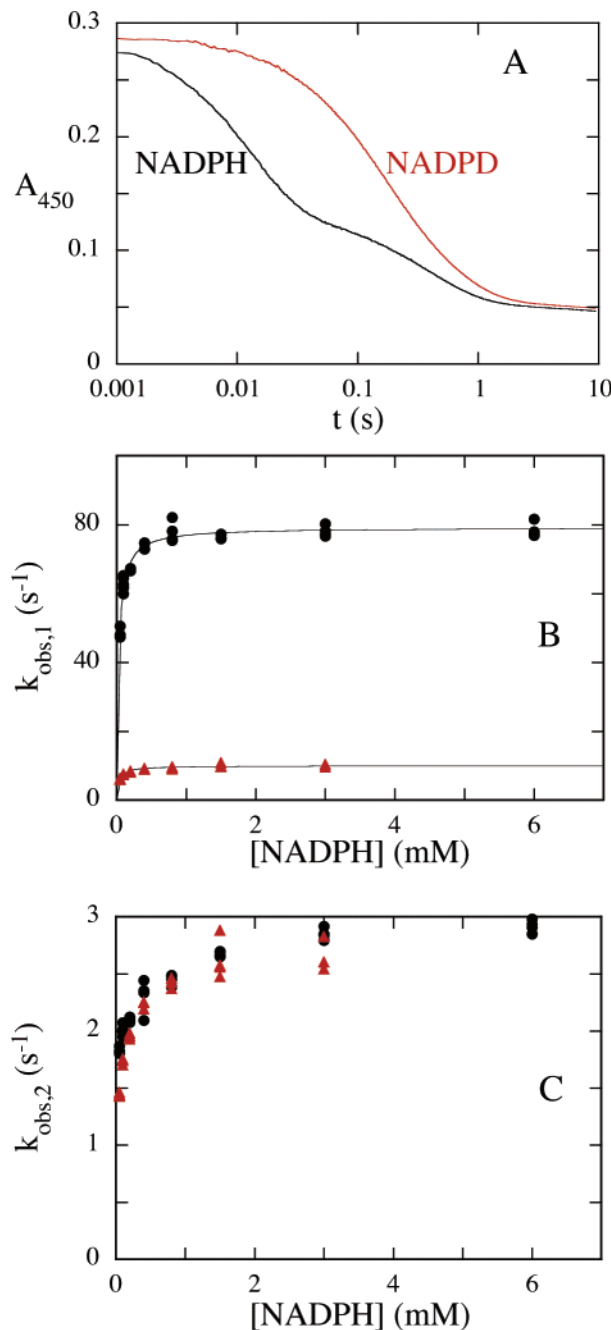 A
0.3
0.2
0.1
0
A450
NADPH
NADPD
0.001
0.01
0.1
1
10
t (s)
B
80
40
0
kobs,1 (s-1)
0
2
4
6
[NADPH] (mM)
C
3
2
1
0
kobs,2 (s-1)
0
2
4
6
[NADPH] (mM)